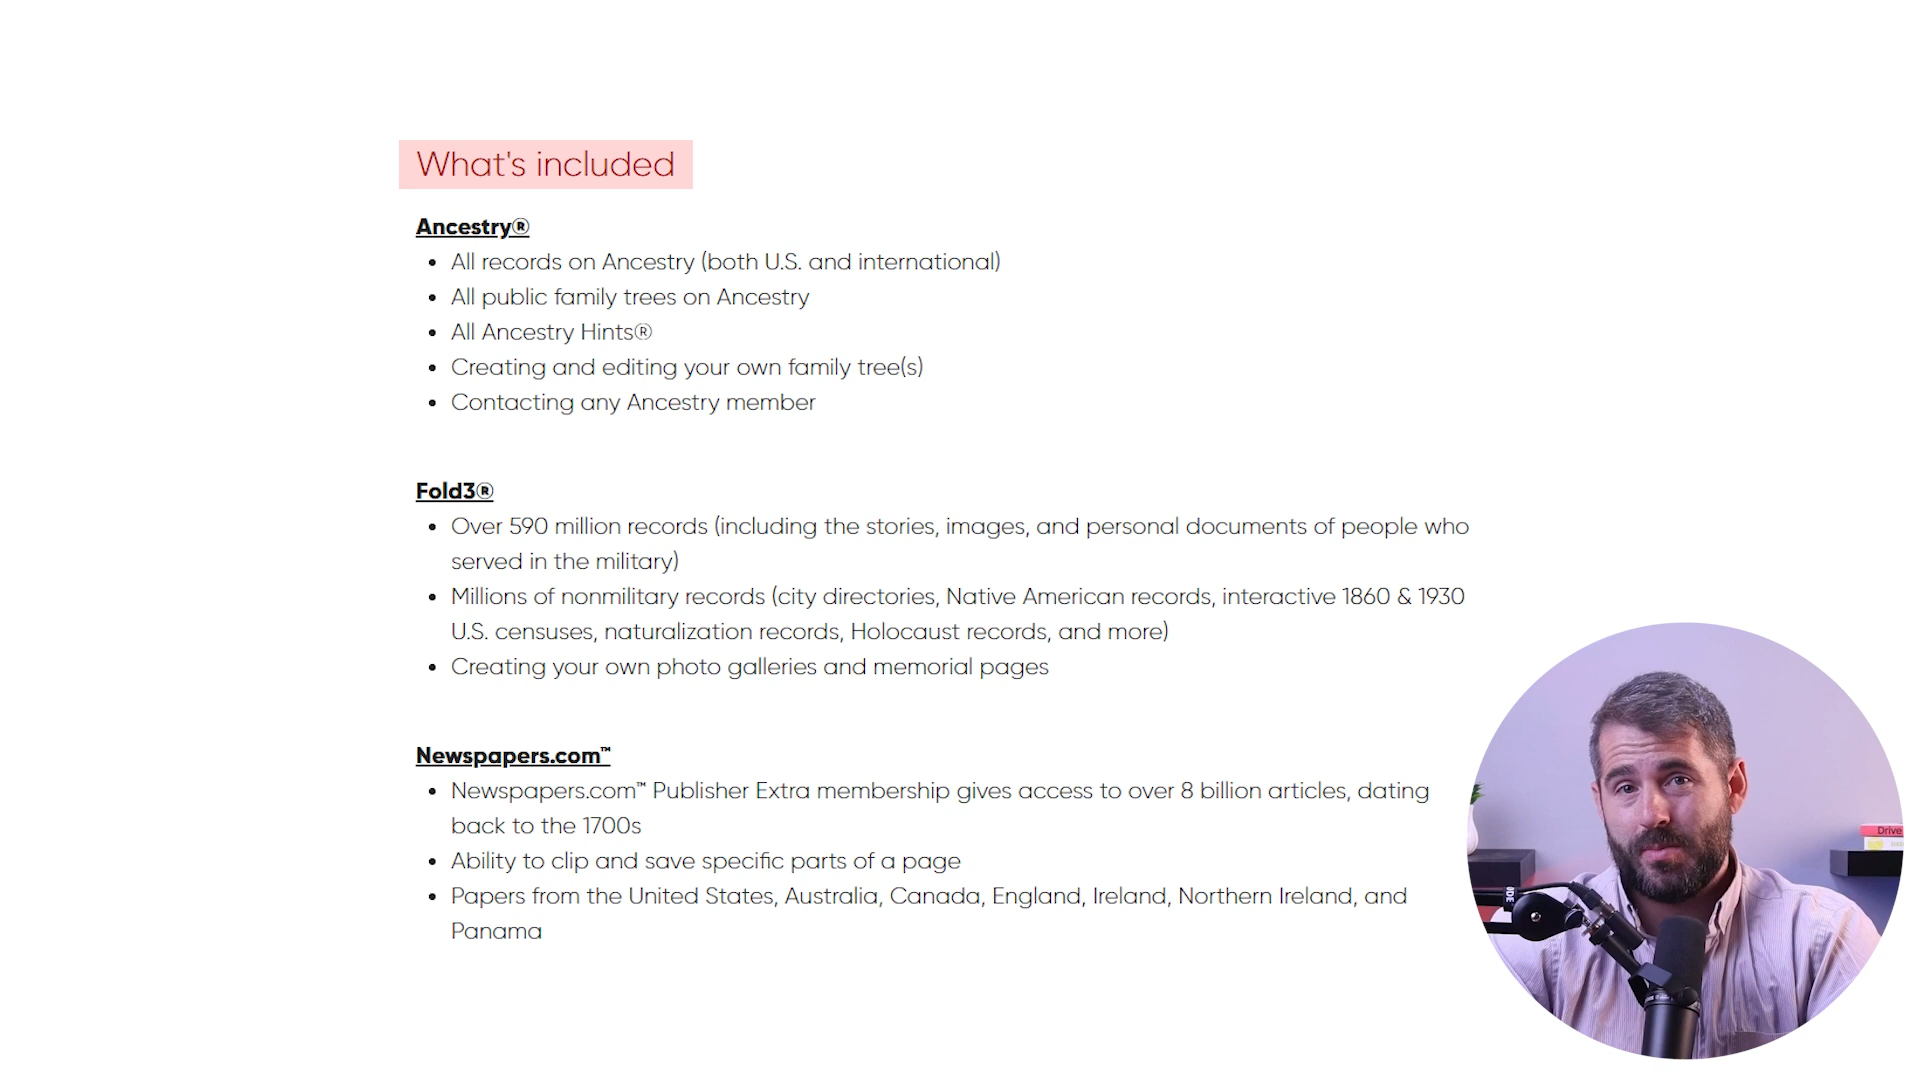 What's included
Ancestry®
• All records on Ancestry (both U.S. and international)
• All public family trees on Ancestry
• All Ancestry Hints®
• Creating and editing your own family tree(s)
• Contacting any Ancestry member
Fold3®
• Over 590 million records (including the stories, images, and personal documents of people who
served in the military)
• Millions of nonmilitary records (city directories, Native American records, interactive 1860 & 1930
U.S. censuses, naturalization records, Holocaust records, and more)
• Creating your own photo galleries and memorial pages
Newspapers.com™
• Newspapers.com™ Publisher Extra membership gives access to over 8 billion articles, dating
back to the 1700s
• Ability to clip and save specific parts of a page
• Papers from the United States, Australia, Canada, England, Ireland, Northern Ireland, and
Panama
Drive